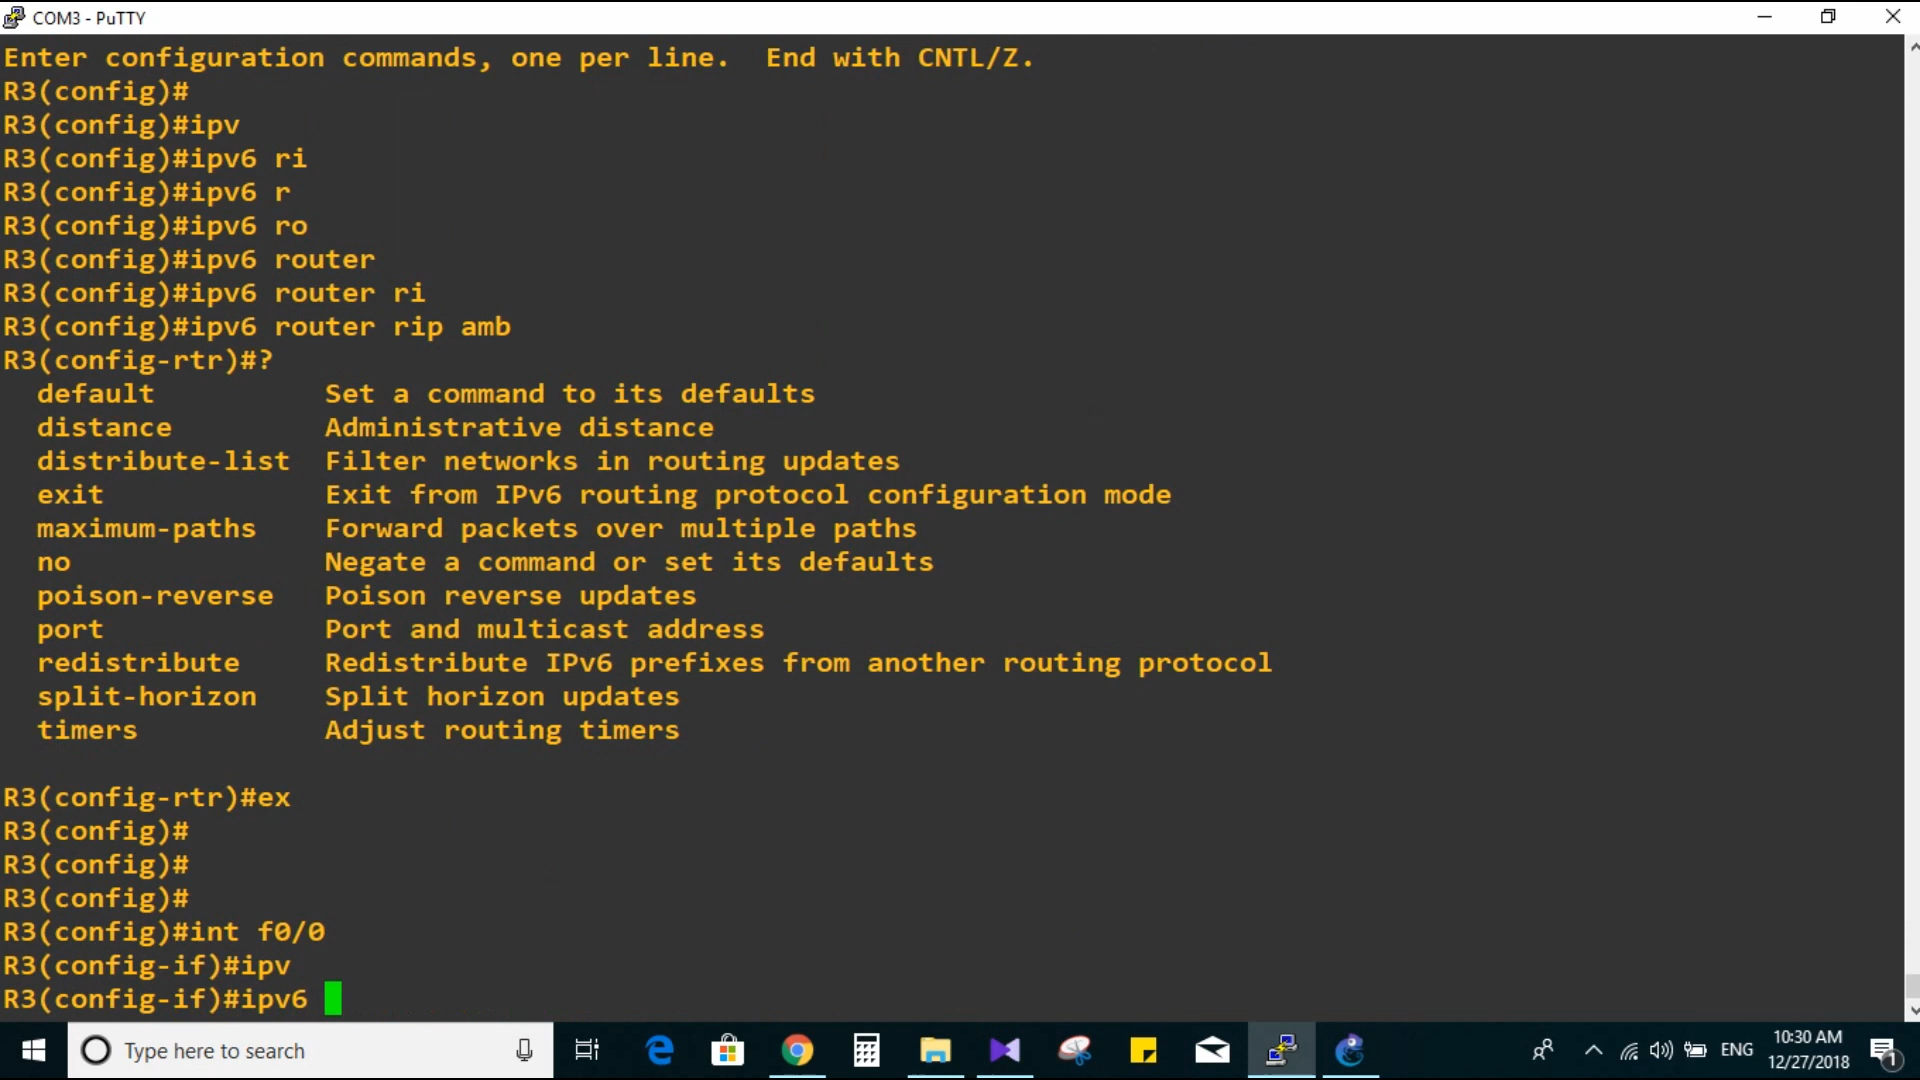 COM3 - PuTTY
Enter configuration commands, one per line.  End with CNTL/Z.
R3(config)#
R3(config)#ipv
R3(config)#ipv6 ri
R3(config)#ipv6 r
R3(config)#ipv6 ro
R3(config)#ipv6 router
R3(config)#ipv6 router ri
R3(config)#ipv6 router rip amb
R3(config-rtr)#?
  default          Set a command to its defaults
  distance         Administrative distance
  distribute-list  Filter networks in routing updates
  exit             Exit from IPv6 routing protocol configuration mode
  maximum-paths    Forward packets over multiple paths
  no               Negate a command or set its defaults
  poison-reverse   Poison reverse updates
  port             Port and multicast address
  redistribute     Redistribute IPv6 prefixes from another routing protocol
  split-horizon    Split horizon updates
  timers           Adjust routing timers
R3(config-rtr)#ex
R3(config)#
R3(config)#
R3(config)#
R3(config)#int f0/0
R3(config-if)#ipv
R3(config-if)#ipv6
Type here to search
ENG
10:30 AM
12/27/2018
1